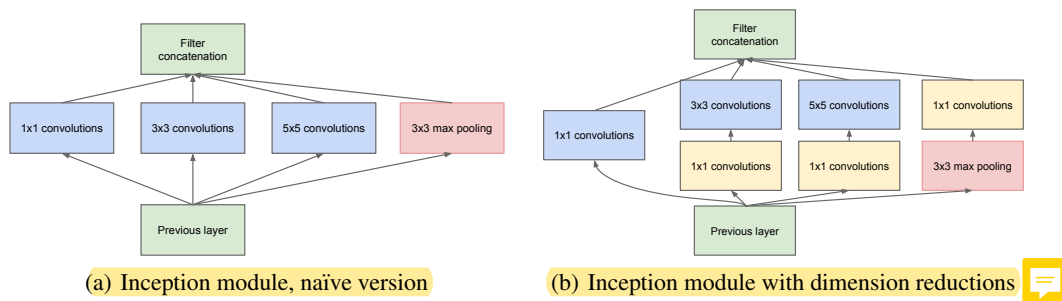 Filter
concatenation
1x1 convolutions
3x3 convolutions
5x5 convolutions
3x3 max pooling
Previous layer
(a) Inception module, naïve version
Filter
concatenation
3x3 convolutions
5x5 convolutions
1x1 convolutions
1x1 convolutions
1x1 convolutions
1x1 convolutions
3x3 max pooling
Previous layer
(b) Inception module with dimension reductions